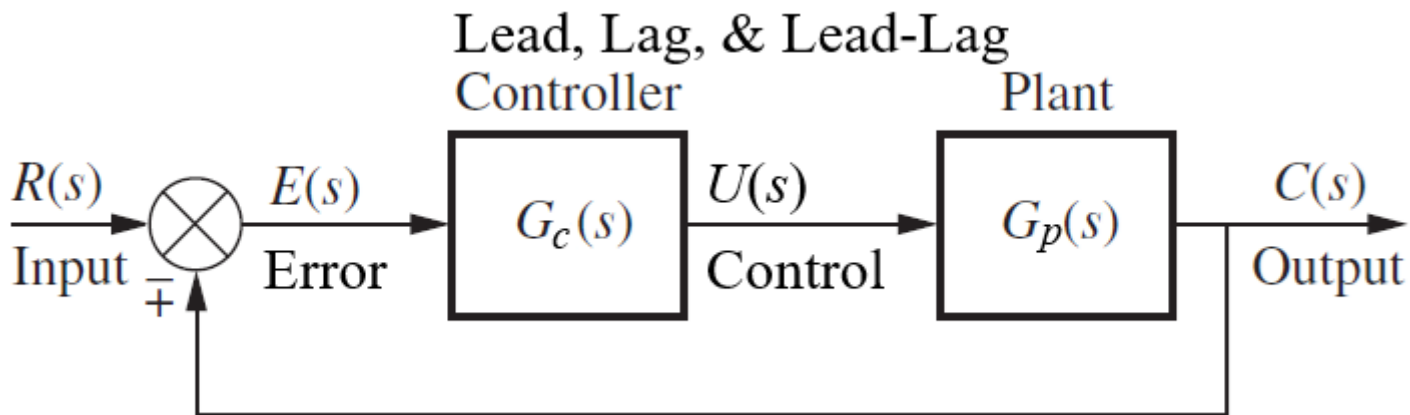 Lead, Lag, & Lead-Lag
Controller
Plant
R(s)
E(s)
U(s)
C(s)
G_c(s)
G_p(s)
Input
Error
Control
Output
∓